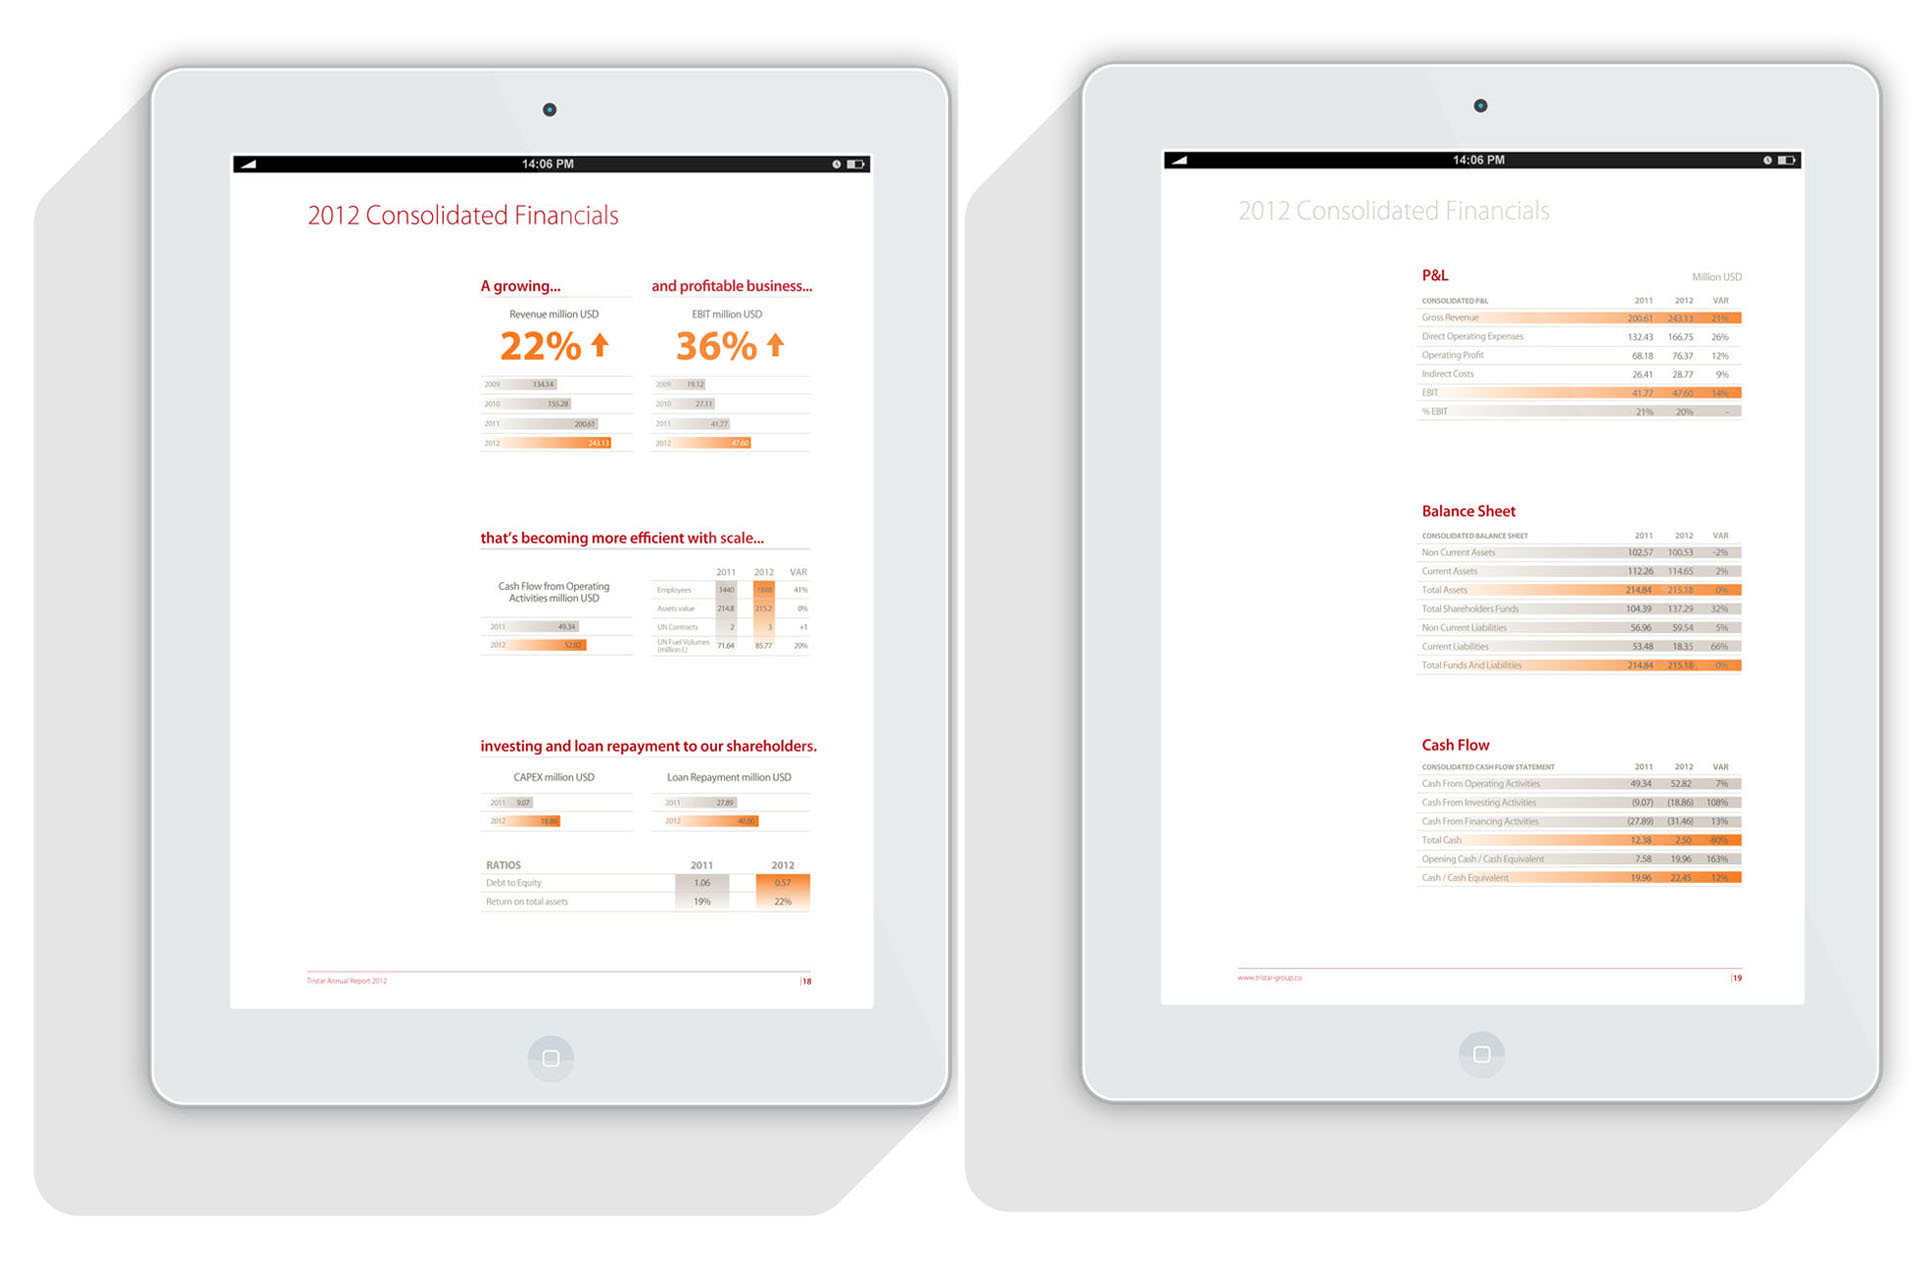 14:06 PM
2012 Consolidated Financials
A growing...
Revenue million USD
22%
2009 134.14
2010 155.28
2011 200.61
2012 243.13
and profitable business...
EBIT million USD
36%
2009 19.12
2010 27.11
2011 41.77
2012 47.60
that's becoming more efficient with scale...
Cash Flow from Operating
Activities million USD
2011 49.34
2012 52.82
2011 2012 VAR
Employees 1440 1848 41%
Assets value 214.8 215.2 0%
UN Contracts 2 3 +1
UN Fuel Volumes
(million L) 71.64 85.77 20%
investing and loan repayment to our shareholders.
CAPEX million USD
2011 9.07
2012 18.86
Loan Repayment million USD
2011 27.89
2012 40.00
RATIOS 2011 2012
Debt to Equity 1.06 0.57
Return on total assets 19% 22%
Tristar Annual Report 2012 |18
14:06 PM
2012 Consolidated Financials
P&L Million USD
CONSOLIDATED P&L 2011 2012 VAR
Gross Revenue 200.61 243.13 21%
Direct Operating Expenses 132.43 166.75 26%
Operating Profit 68.18 76.37 12%
Indirect Costs 26.41 28.77 9%
EBIT 41.77 47.60 14%
% EBIT 21% 20% -
Balance Sheet
CONSOLIDATED BALANCE SHEET 2011 2012 VAR
Non Current Assets 102.57 100.53 -2%
Current Assets 112.26 114.65 2%
Total Assets 214.84 215.18 0%
Total Shareholders Funds 104.39 137.29 32%
Non Current Liabilities 56.96 59.54 5%
Current Liabilities 53.48 18.35 66%
Total Funds And Liabilities 214.84 215.18 0%
Cash Flow
CONSOLIDATED CASH FLOW STATEMENT 2011 2012 VAR
Cash From Operating Activities 49.34 52.82 7%
Cash From Investing Activities (9.07) (18.86) 108%
Cash From Financing Activities (27.89) (31.46) 13%
Total Cash 12.38 2.50 -80%
Opening Cash / Cash Equivalent 7.58 19.96 163%
Cash / Cash Equivalent 19.96 22.45 12%
www.tristar-group.co |19